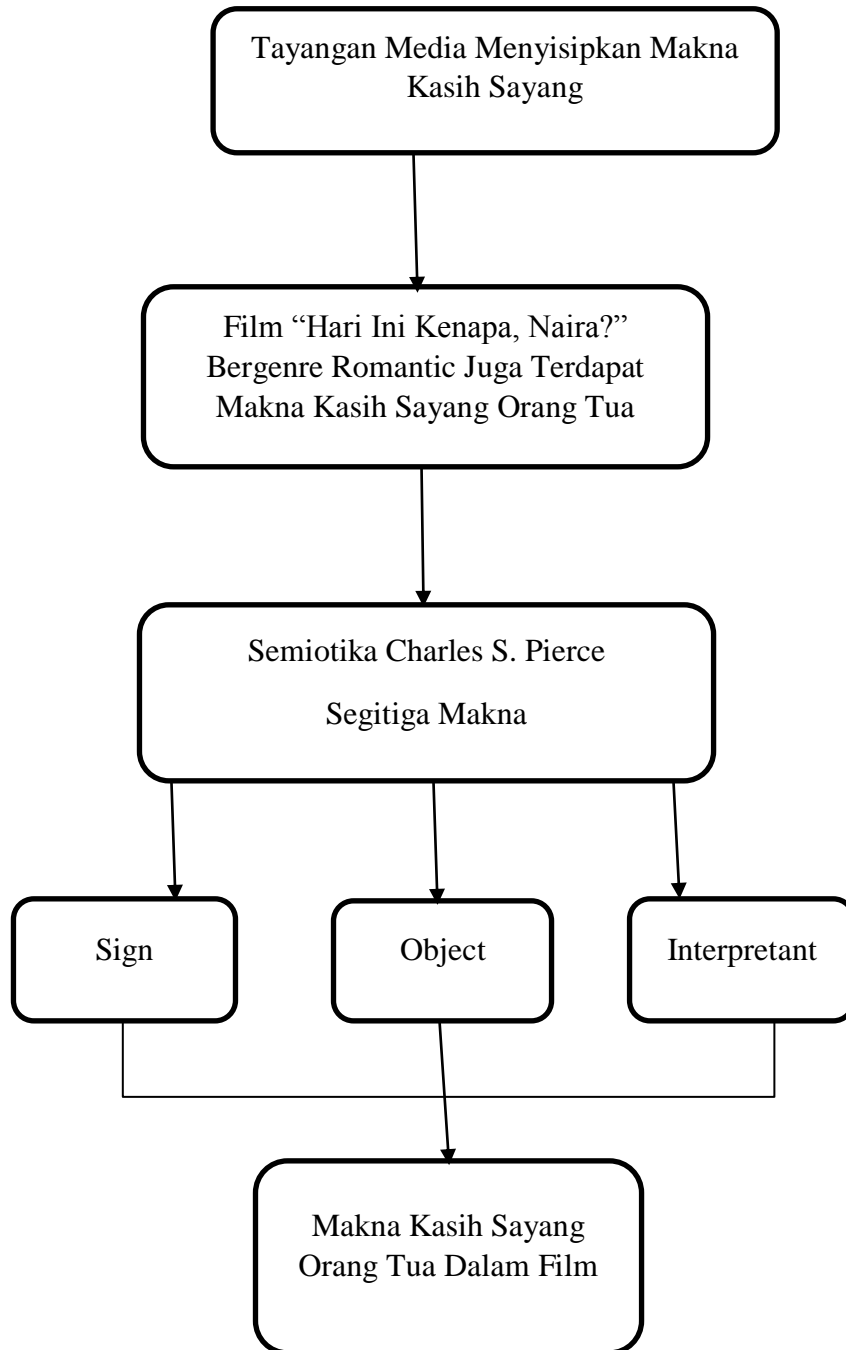 Tayangan Media Menyisipkan Makna
Kasih Sayang
Film “Hari Ini Kenapa, Naira?”
Bergenre Romantic Juga Terdapat
Makna Kasih Sayang Orang Tua
Semiotika Charles S. Pierce
Segitiga Makna
Sign
Object
Interpretant
Makna Kasih Sayang
Orang Tua Dalam Film